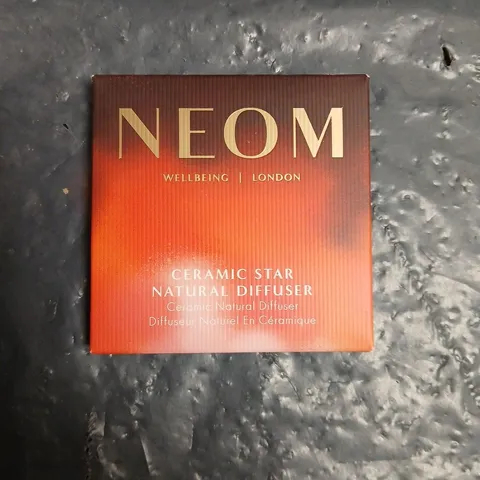 NEOM
WELLBEING | LONDON
CERAMIC STAR
NATURAL DIFFUSER
Ceramic Natural Diffuser
Diffuseur Naturel En Céramique